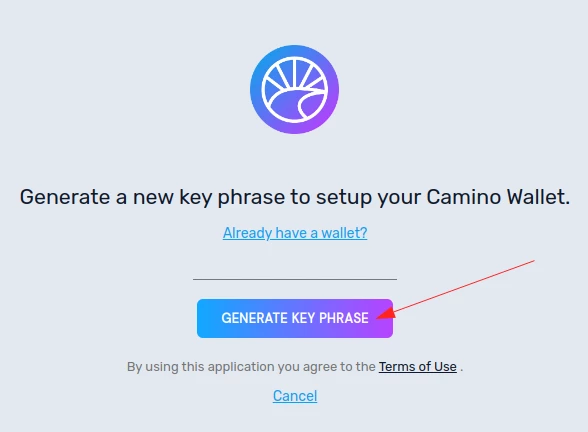 Generate a new key phrase to setup your Camino Wallet.
Already have a wallet?
GENERATE KEY PHRASE
By using this application you agree to the Terms of Use .
Cancel